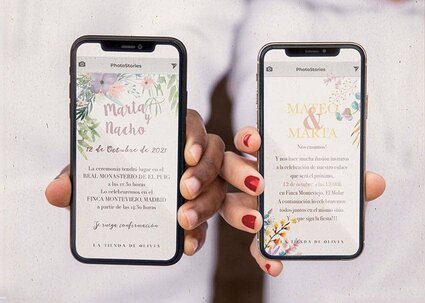 PhotoStories
Marta
y
Nacho
12 de Octubre de 2021
La ceremonia tendrá lugar en el
REAL MONASTERIO DE EL PUIG
a las 11:30 horas
Lo celebraremos en el
FINCA MONTEVIEJO, MADRID
a partir de las 14:30 horas
Se ruega confirmación
LA TIENDA DE OLIVIA
PhotoStories
MATEO
&
MARTA
Nos casamos!
Y nos hace mucha ilusión invitaros
a la celebración de nuestro enlace
que será el próximo,
12 de octubre a las 13:00h
en Finca Monteviejo, El Molar
A continuación lo celebraremos
todos juntos en el mismo sitio
que siga la fiesta!!!
LA TIENDA DE OLIVIA